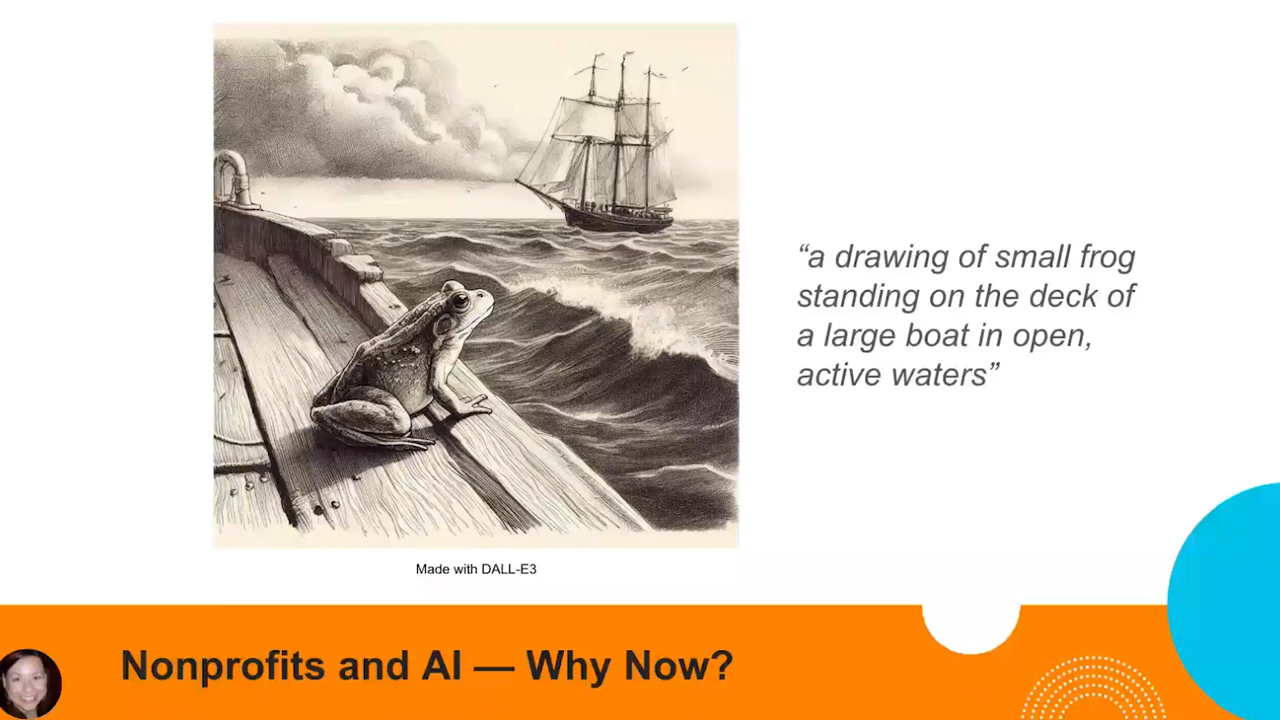 “a drawing of small frog
standing on the deck of
a large boat in open,
active waters”
Made with DALL-E3
Nonprofits and AI — Why Now?